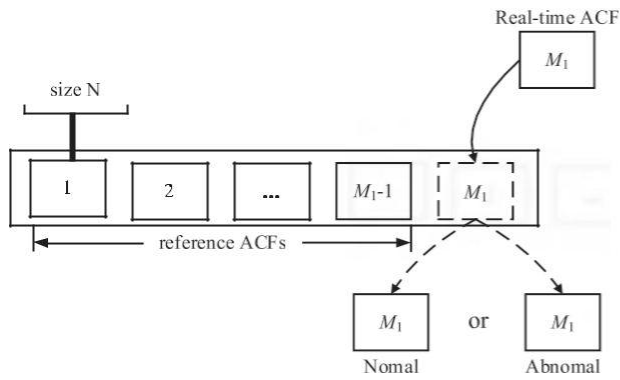 Real-time ACF
M₁
size N
1
2
...
M₁-1
M₁
reference ACFs
M₁
or
M₁
Nomal
Abnomal